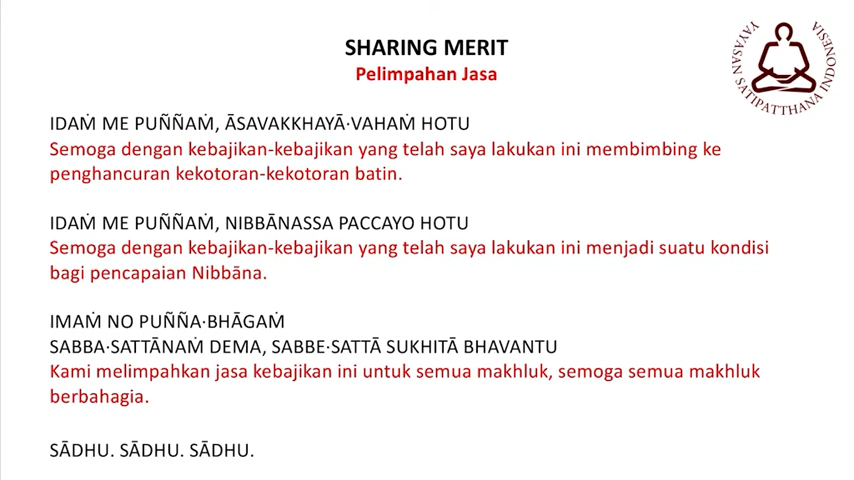 SHARING MERIT
Pelimpahan Jasa
YAYASAN SATIPATTHANA INDONESIA
IDAṀ ME PUÑÑAṀ, ĀSAVAKKHAYĀ·VAHAṀ HOTU
Semoga dengan kebajikan-kebajikan yang telah saya lakukan ini membimbing ke
penghancuran kekotoran-kekotoran batin.
IDAṀ ME PUÑÑAṀ, NIBBĀNASSA PACCAYO HOTU
Semoga dengan kebajikan-kebajikan yang telah saya lakukan ini menjadi suatu kondisi
bagi pencapaian Nibbāna.
IMAṀ NO PUÑÑA·BHĀGAṀ
SABBA·SATTĀNAṀ DEMA, SABBE·SATTĀ SUKHITĀ BHAVANTU
Kami melimpahkan jasa kebajikan ini untuk semua makhluk, semoga semua makhluk
berbahagia.
SĀDHU. SĀDHU. SĀDHU.